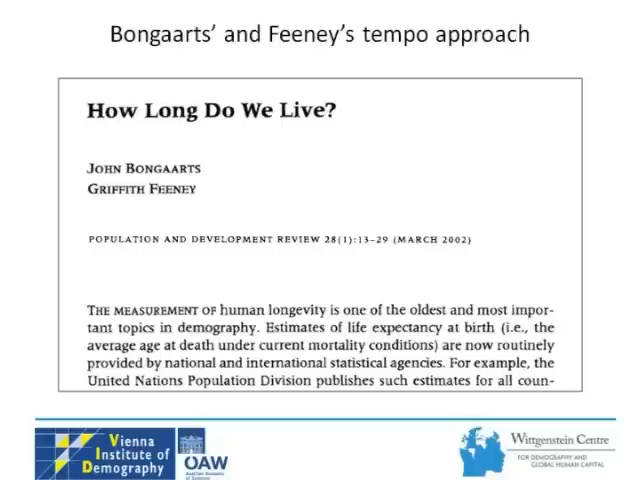 Bongaarts' and Feeney's tempo approach
How Long Do We Live?
JOHN BONGAARTS
GRIFFITH FEENEY
POPULATION AND DEVELOPMENT REVIEW 28(1):13–29 (MARCH 2002)
THE MEASUREMENT OF human longevity is one of the oldest and most impor-
tant topics in demography. Estimates of life expectancy at birth (i.e., the
average age at death under current mortality conditions) are now routinely
provided by national and international statistical agencies. For example, the
United Nations Population Division publishes such estimates for all coun-
Vienna
Institute of
Demography
ÖAW
Austrian Academy
of Sciences
Wittgenstein Centre
FOR DEMOGRAPHY AND
GLOBAL HUMAN CAPITAL